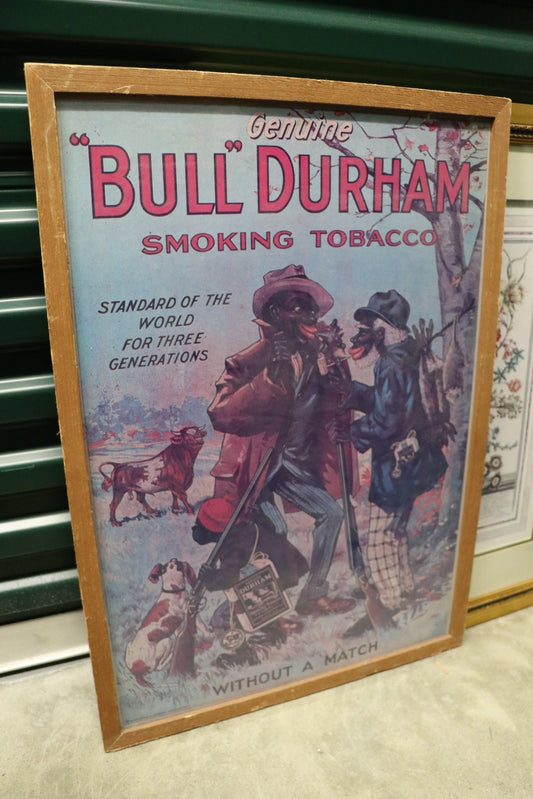 Genuine
"BULL" DURHAM
SMOKING TOBACCO
STANDARD OF THE
WORLD
FOR THREE
GENERATIONS
DURHAM
WITHOUT A MATCH